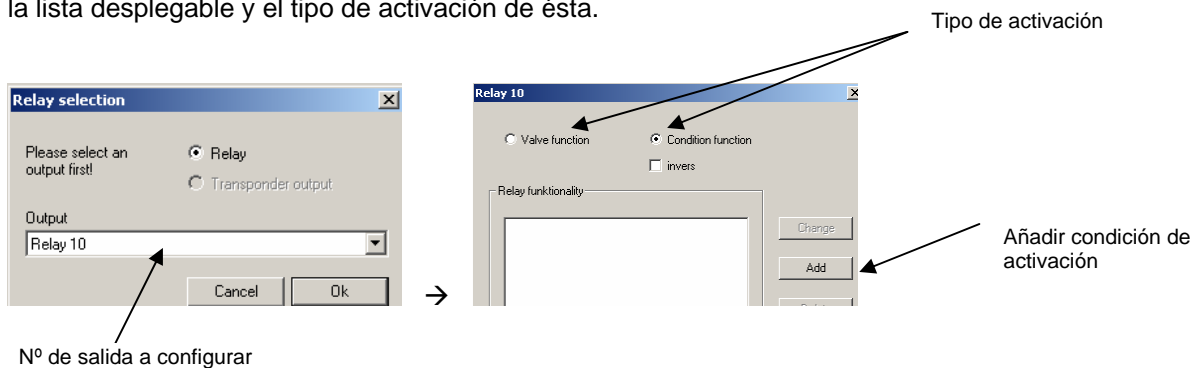 la lista desplegable y el tipo de activación de ésta.
Tipo de activación
Relay selection
Please select an
output first!
Relay
Transponder output
Output
Relay 10
Cancel
Ok
→
Relay 10
Valve function
Condition function
invers
Relay funktionality
Change
Add
Añadir condición de
activación
Nº de salida a configurar